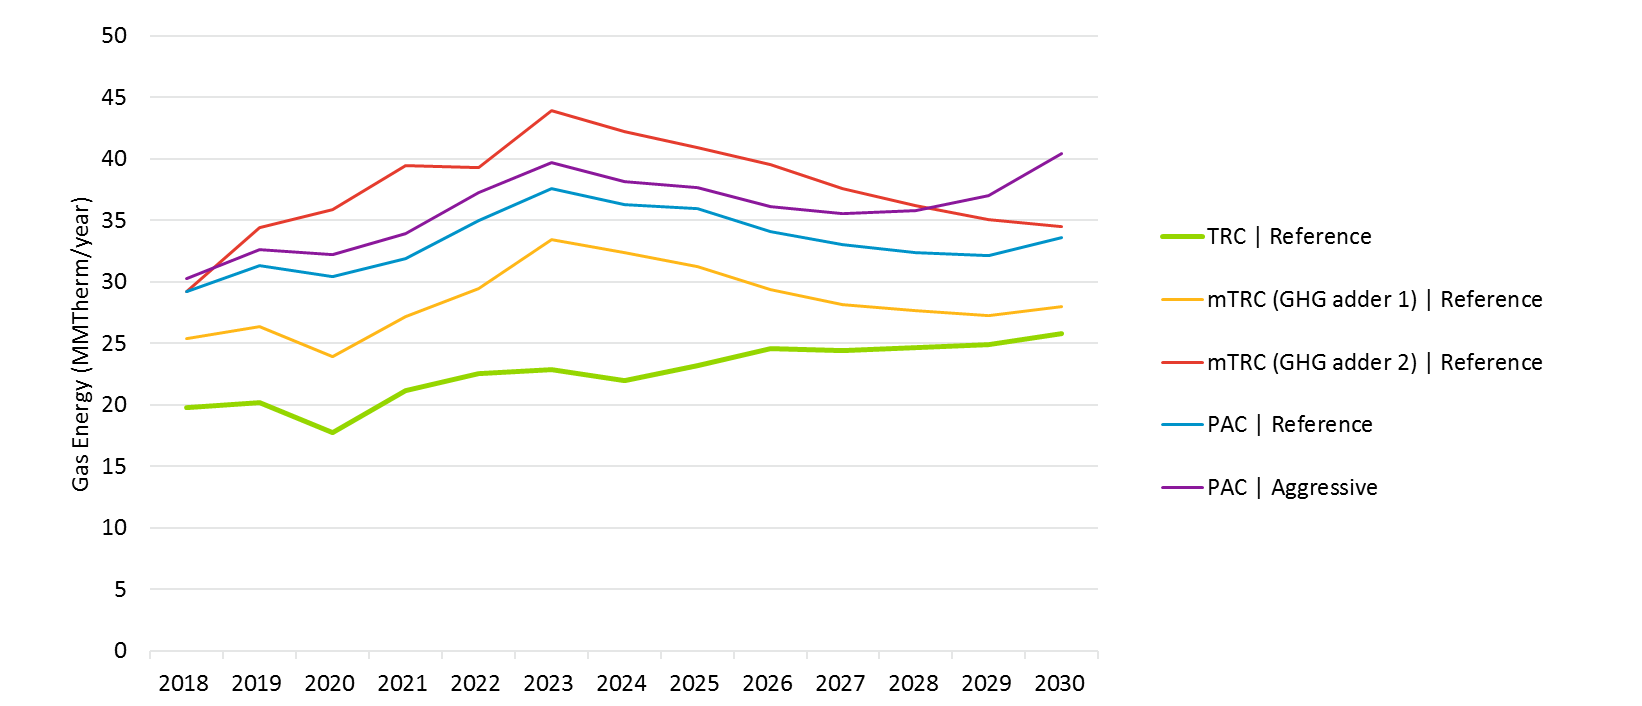 50
45
40
35
30
25
20
15
10
5
0
Gas Energy (MMTherm/year)
2018 2019 2020 2021 2022 2023 2024 2025 2026 2027 2028 2029 2030
TRC | Reference
mTRC (GHG adder 1) | Reference
mTRC (GHG adder 2) | Reference
PAC | Reference
PAC | Aggressive